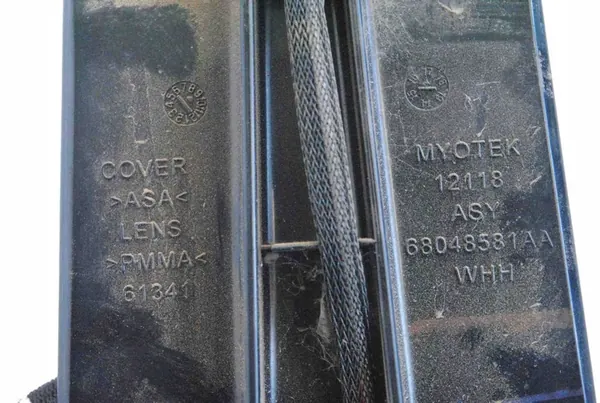 COVER
>ASA<
LENS
>PMMA<
61341
MYOTEK
12118
ASY
68048581AA
WHH